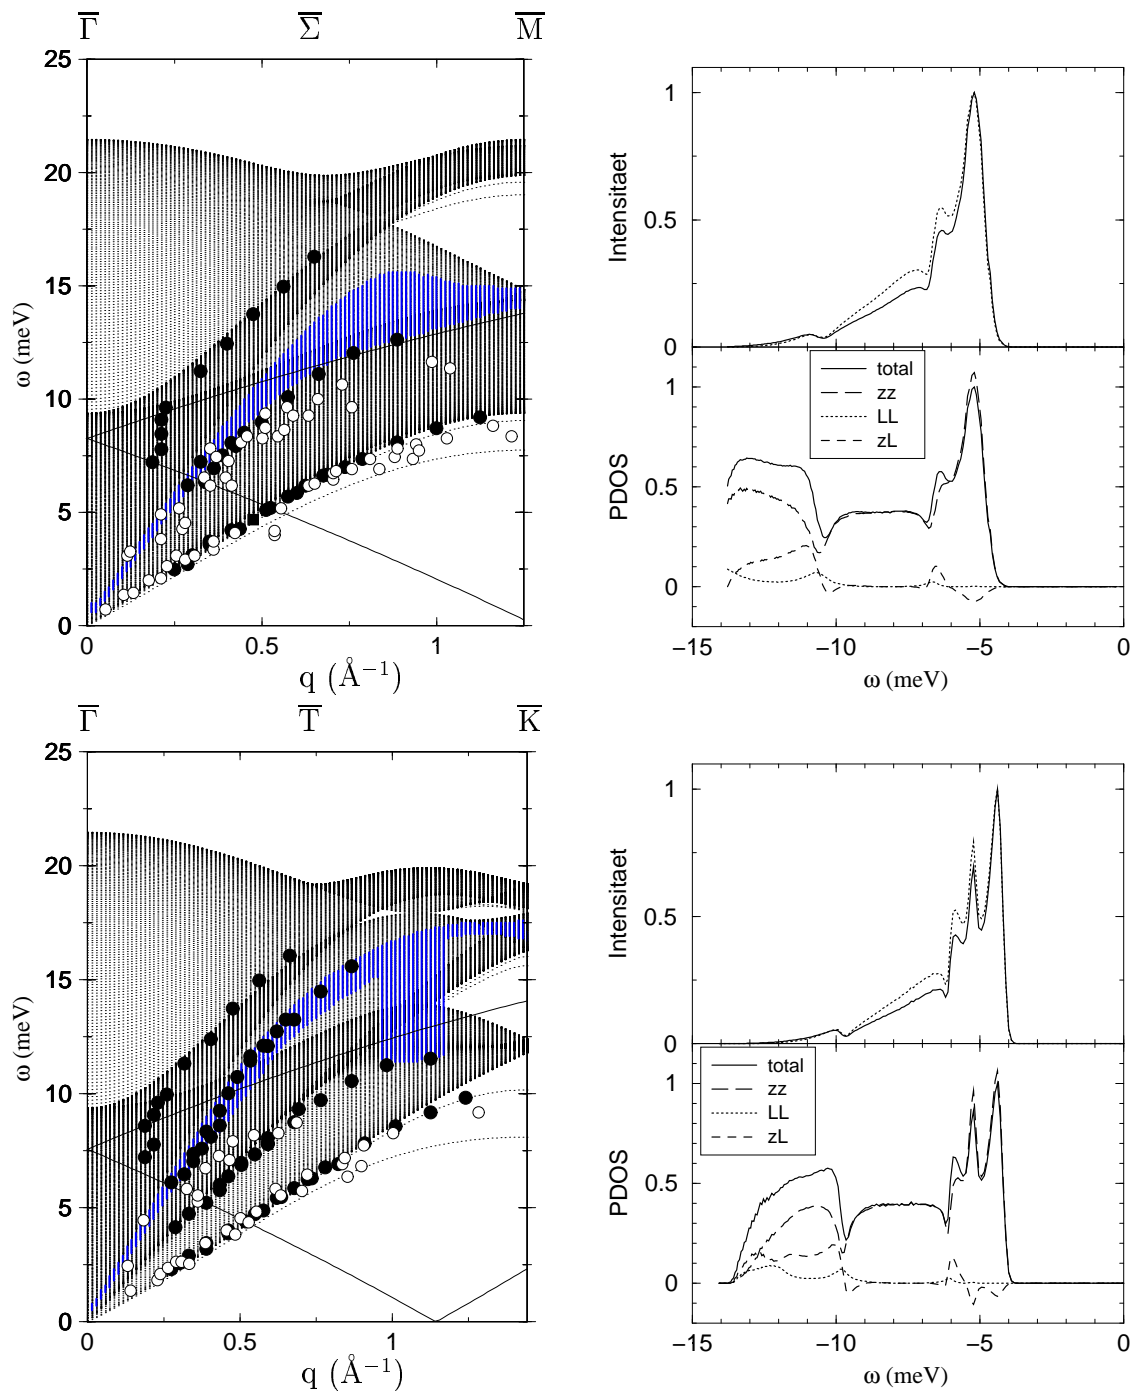 Γ Σ M
25
20
15
10
5
0
ω (meV)
0 0.5 1
q (Å−1)
1
0.5
0
Intensitaet
total
zz
LL
zL
1
0.5
0
PDOS
−15 −10 −5 0
ω (meV)
Γ T K
25
20
15
10
5
0
ω (meV)
0 0.5 1
q (Å−1)
1
0.5
0
Intensitaet
total
zz
LL
zL
1
0.5
0
PDOS
−15 −10 −5 0
ω (meV)